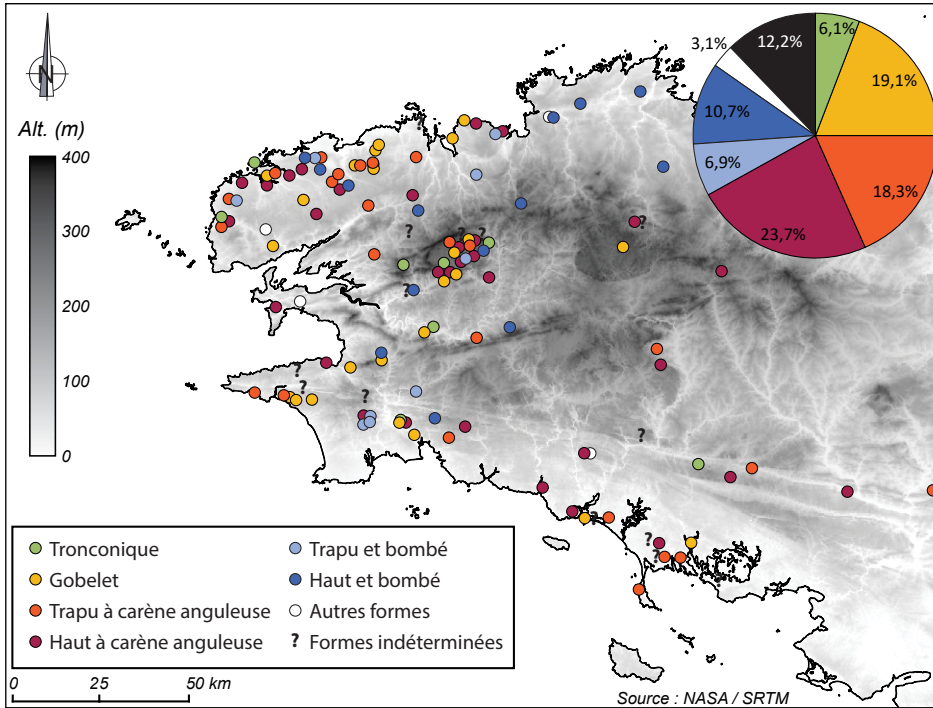 N
Alt. (m)
400
300
200
100
0
6,1%
19,1%
18,3%
23,7%
6,9%
10,7%
3,1%
12,2%
?
?
?
?
?
?
?
?
?
?
?
?
?
Tronconique
Gobelet
Trapu à carène anguleuse
Haut à carène anguleuse
Trapu et bombé
Haut et bombé
Autres formes
? Formes indéterminées
0 25 50 km
Source : NASA / SRTM